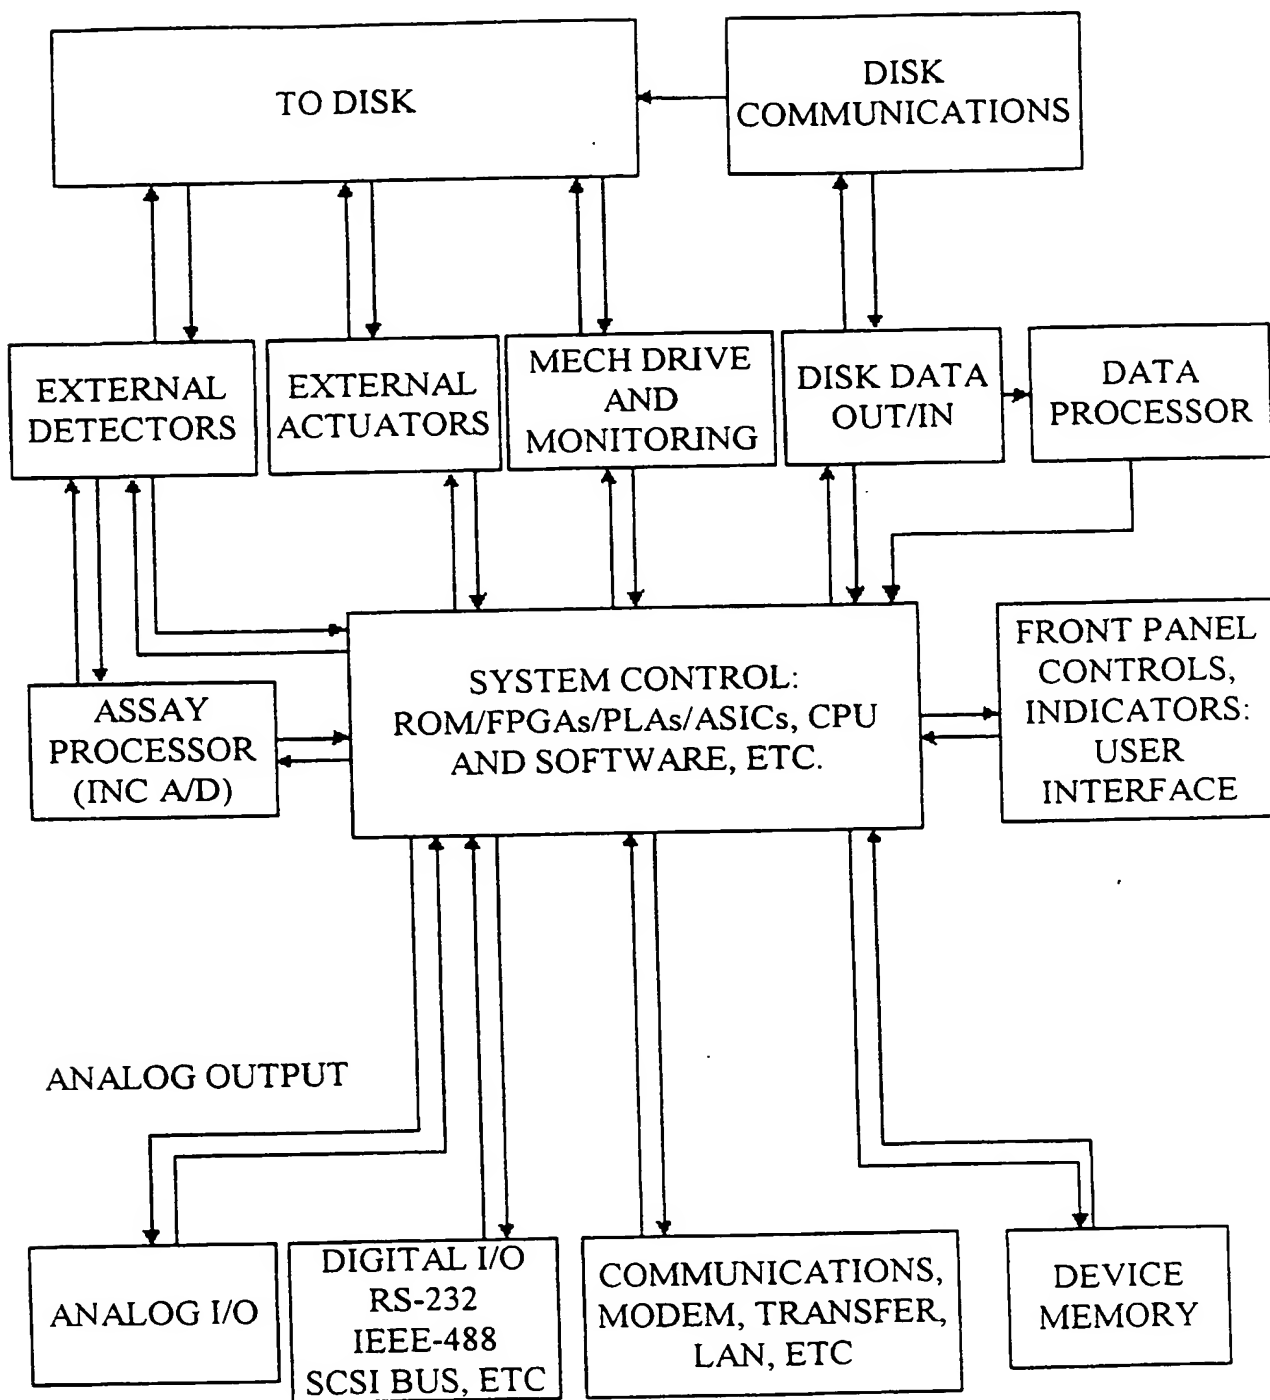 TO DISK
DISK
COMMUNICATIONS
EXTERNAL
DETECTORS
EXTERNAL
ACTUATORS
MECH DRIVE
AND
MONITORING
DISK DATA
OUT/IN
DATA
PROCESSOR
ASSAY
PROCESSOR
(INC A/D)
SYSTEM CONTROL:
ROM/FPGAs/PLAs/ASICs, CPU
AND SOFTWARE, ETC.
FRONT PANEL
CONTROLS,
INDICATORS:
USER
INTERFACE
ANALOG OUTPUT
ANALOG I/O
DIGITAL I/O
RS-232
IEEE-488
SCSI BUS, ETC
COMMUNICATIONS,
MODEM, TRANSFER,
LAN, ETC
DEVICE
MEMORY